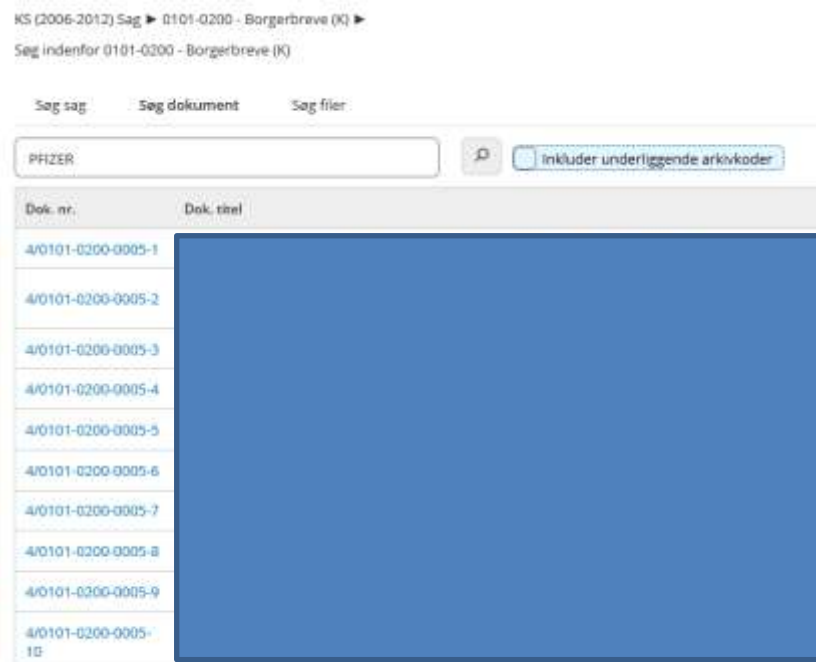 KS (2006-2012) Sag ► 0101-0200 - Borgerbreve (K) ►
Søg indenfor 0101-0200 - Borgerbreve (K)
Søg sag Søg dokument Søg filer
PFIZER Inkluder underliggende arkivkoder
Dok. nr. Dok. titel
4/0101-0200-0005-1
4/0101-0200-0005-2
4/0101-0200-0005-3
4/0101-0200-0005-4
4/0101-0200-0005-5
4/0101-0200-0005-6
4/0101-0200-0005-7
4/0101-0200-0005-8
4/0101-0200-0005-9
4/0101-0200-0005-
10